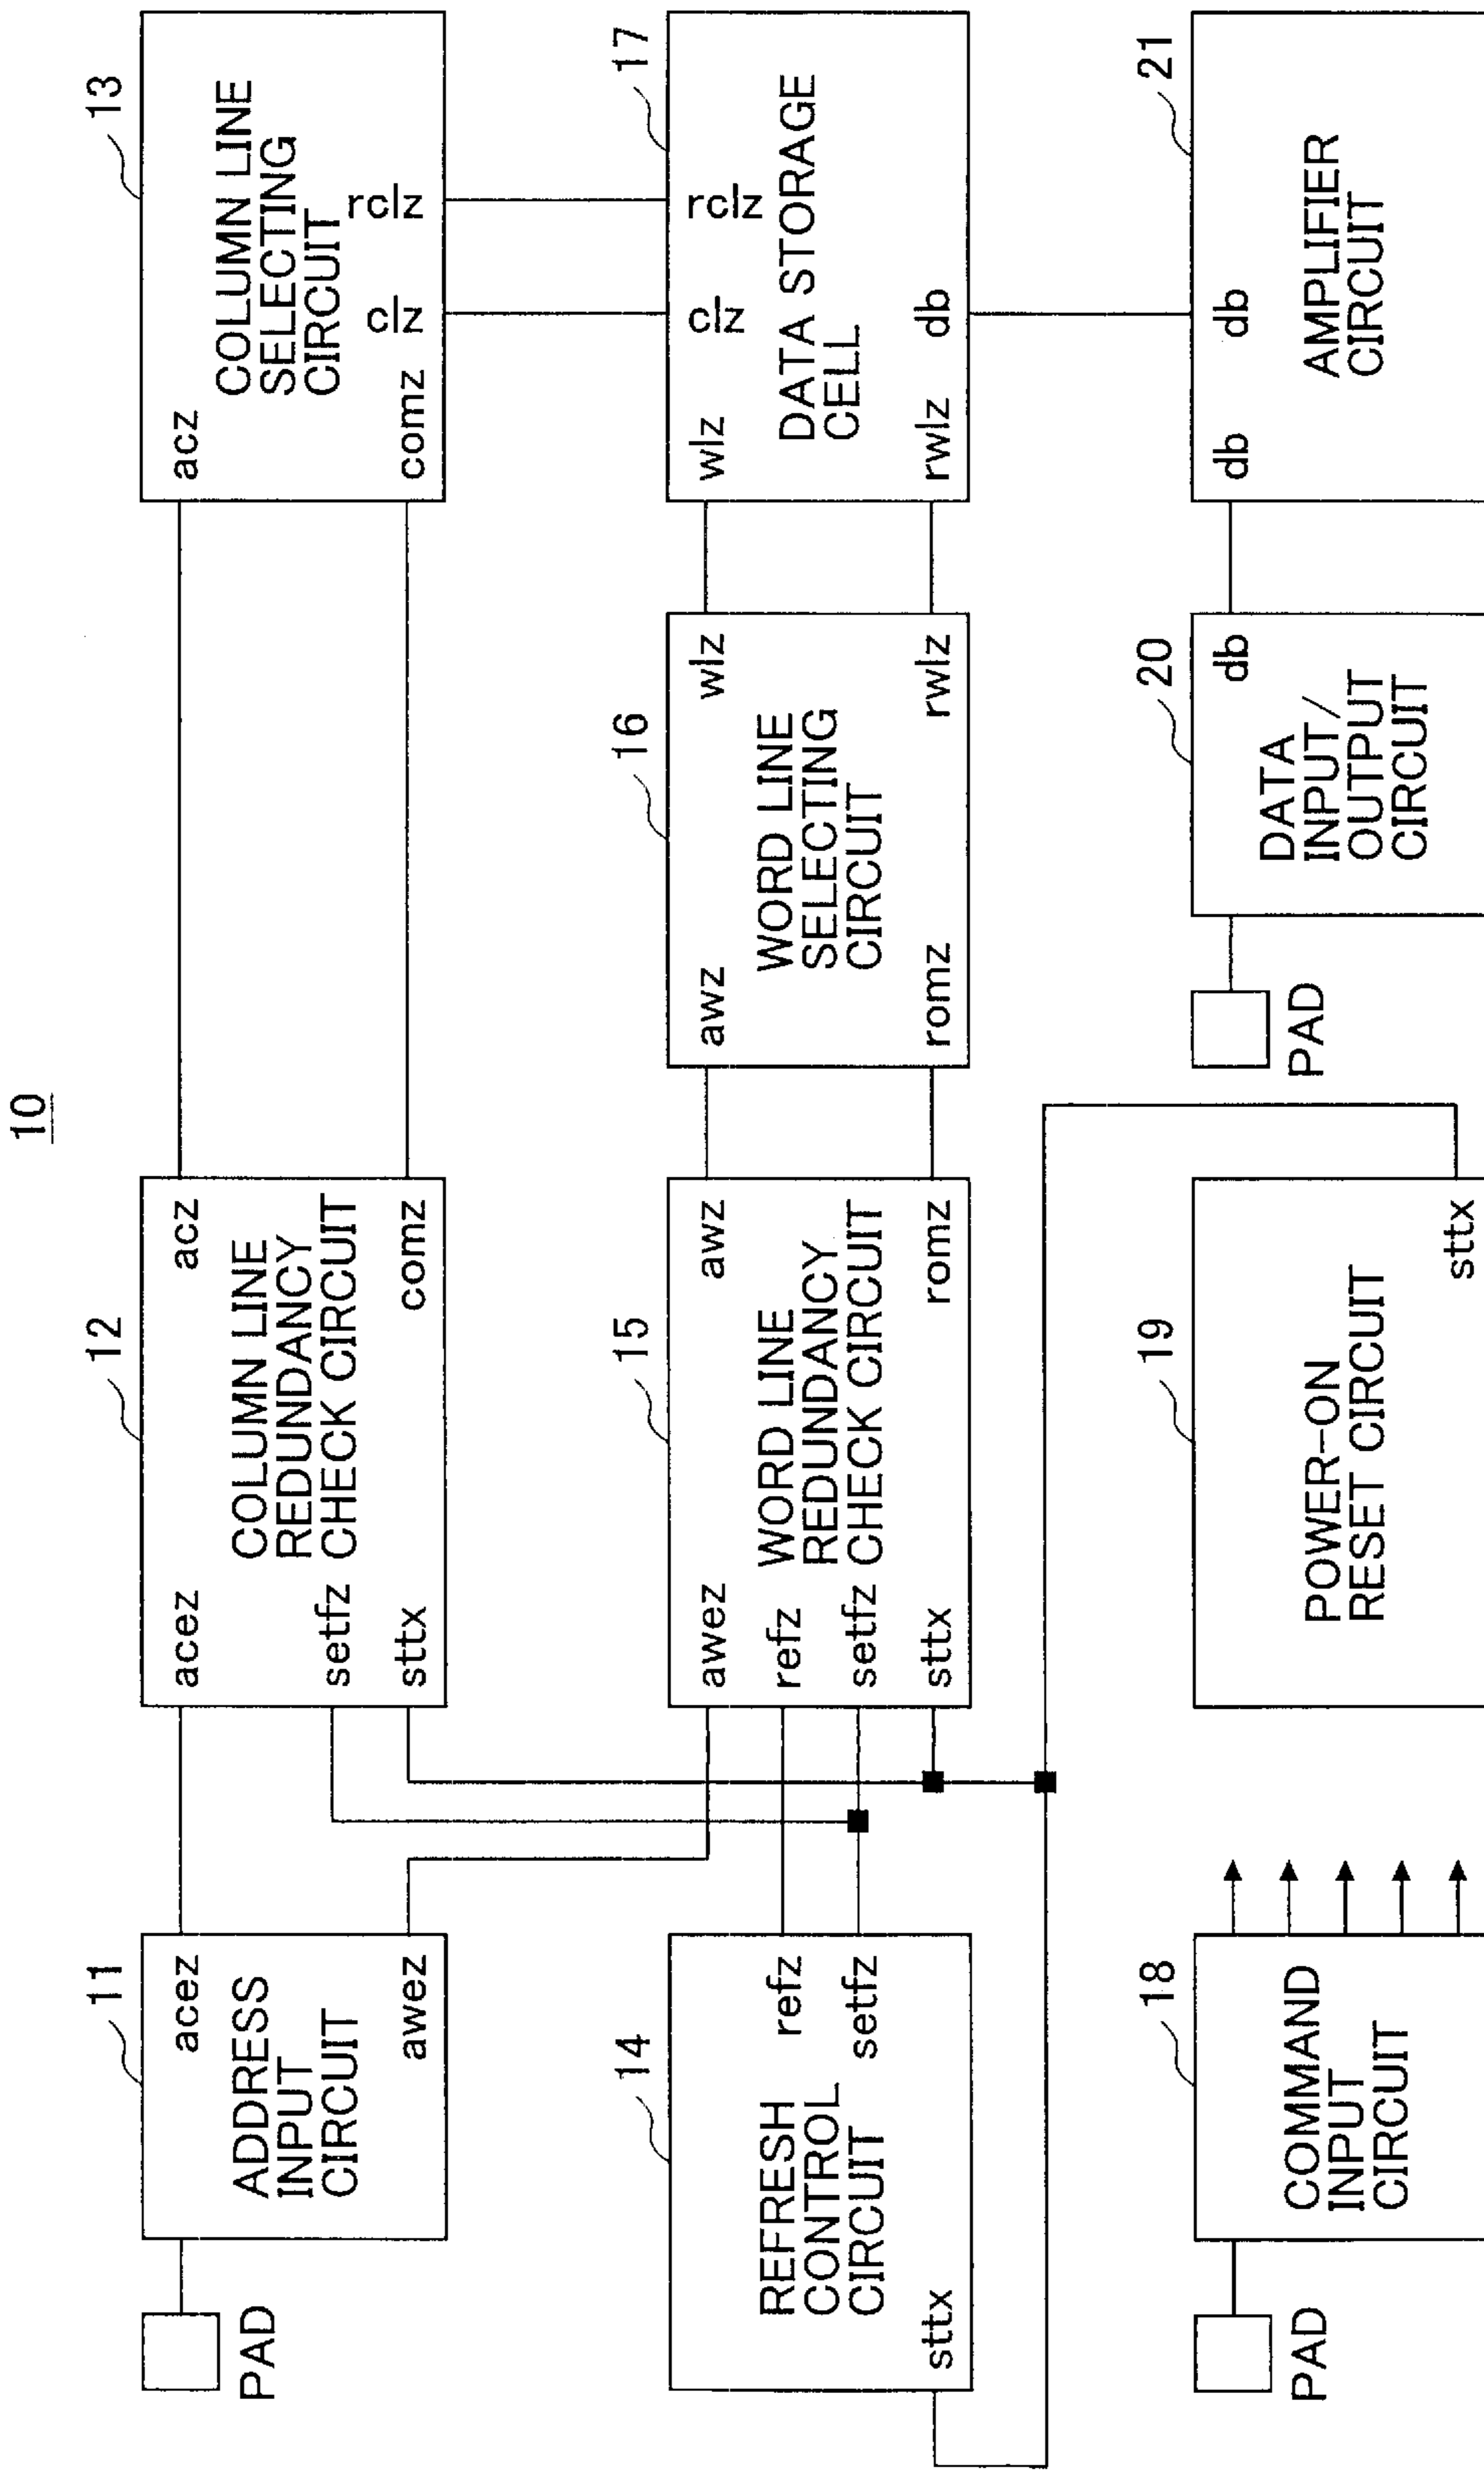 10
11
acez
ADDRESS
INPUT
CIRCUIT
awez
PAD
12
acez
acz
COLUMN LINE
REDUNDANCY
CHECK CIRCUIT
setfz
sttx
comz
13
acz
COLUMN LINE
SELECTING
CIRCUIT
comz
clz
rclz
14
REFRESH
CONTROL
CIRCUIT
refz
setfz
sttx
15
awez
awz
refz
WORD LINE
REDUNDANCY
CHECK CIRCUIT
setfz
sttx
romz
16
awz
wlz
WORD LINE
SELECTING
CIRCUIT
romz
rwlz
17
wlz
clz
rclz
DATA STORAGE
CELL
rwlz
db
18
COMMAND
INPUT
CIRCUIT
PAD
19
POWER-ON
RESET CIRCUIT
sttx
20
db
DATA
INPUT/
OUTPUT
CIRCUIT
PAD
21
db
db
AMPLIFIER
CIRCUIT